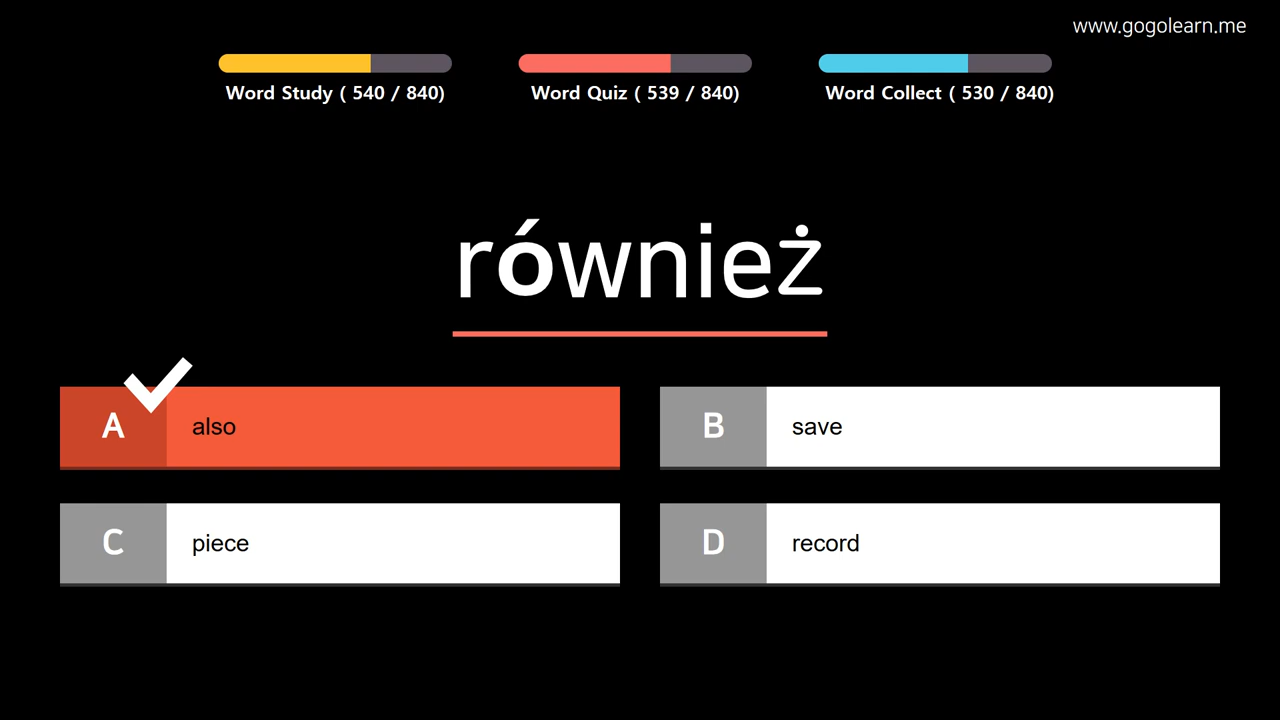 www.gogolearn.me
Word Study ( 540 / 840)
Word Quiz ( 539 / 840)
Word Collect ( 530 / 840)
również
A also
B save
C piece
D record